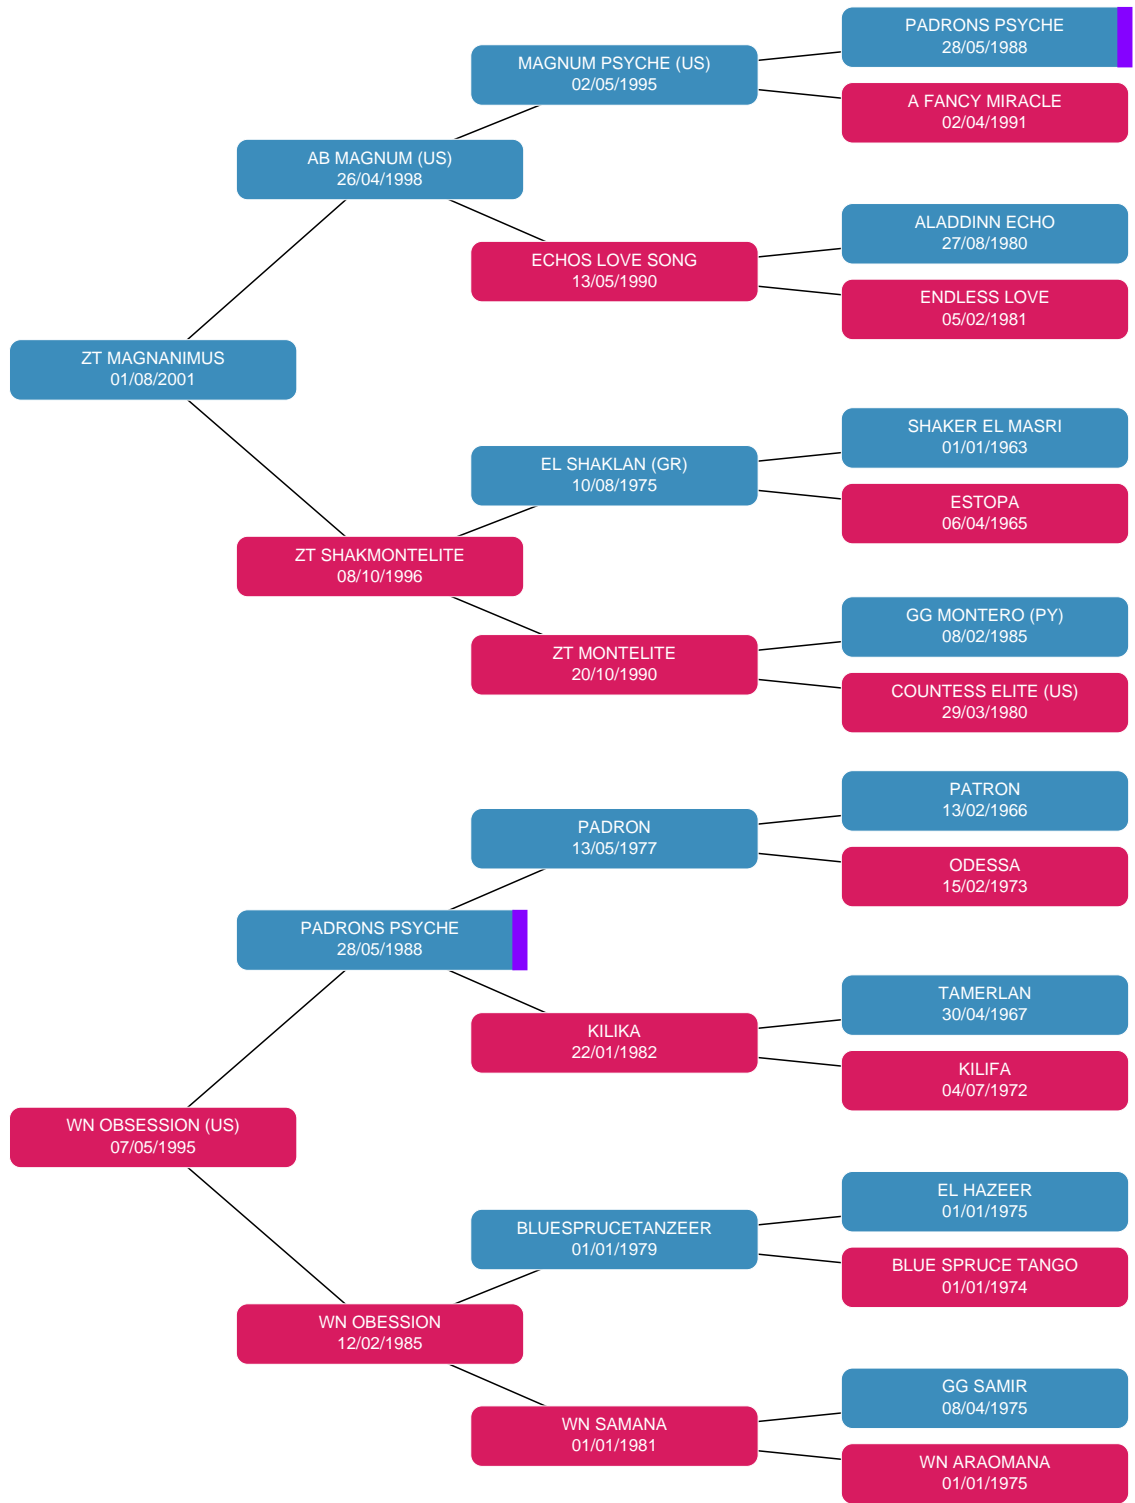 PADRONS PSYCHE
28/05/1988
MAGNUM PSYCHE (US)
02/05/1995
A FANCY MIRACLE
02/04/1991
AB MAGNUM (US)
26/04/1998
ALADDINN ECHO
27/08/1980
ECHOS LOVE SONG
13/05/1990
ENDLESS LOVE
05/02/1981
ZT MAGNANIMUS
01/08/2001
SHAKER EL MASRI
01/01/1963
EL SHAKLAN (GR)
10/08/1975
ESTOPA
06/04/1965
ZT SHAKMONTELITE
08/10/1996
GG MONTERO (PY)
08/02/1985
ZT MONTELITE
20/10/1990
COUNTESS ELITE (US)
29/03/1980
PATRON
13/02/1966
PADRON
13/05/1977
ODESSA
15/02/1973
PADRONS PSYCHE
28/05/1988
TAMERLAN
30/04/1967
KILIKA
22/01/1982
KILIFA
04/07/1972
WN OBSESSION (US)
07/05/1995
EL HAZEER
01/01/1975
BLUESPRUCETANZEER
01/01/1979
BLUE SPRUCE TANGO
01/01/1974
WN OBESSION
12/02/1985
GG SAMIR
08/04/1975
WN SAMANA
01/01/1981
WN ARAOMANA
01/01/1975